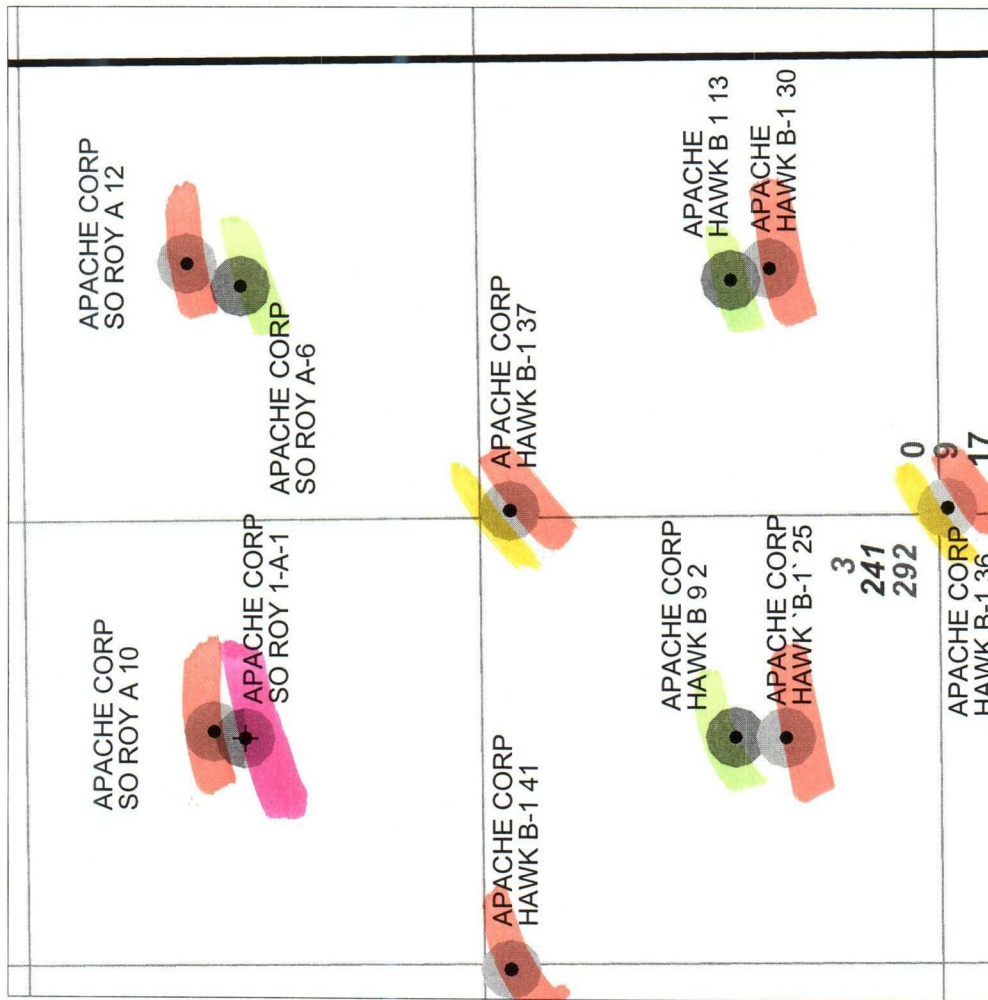 APACHE CORP
SO ROY A 12
APACHE CORP
SO ROY A-6
APACHE
HAWK B 1 13
APACHE
HAWK B-1 30
APACHE CORP
HAWK B-1 37
APACHE CORP
SO ROY A 10
APACHE CORP
SO ROY 1-A-1
APACHE CORP
HAWK B 9 2
APACHE CORP
HAWK `B-1` 25
3
241
292
0
9
17
APACHE CORP
HAWK B-1 36
APACHE CORP
HAWK B-1 41